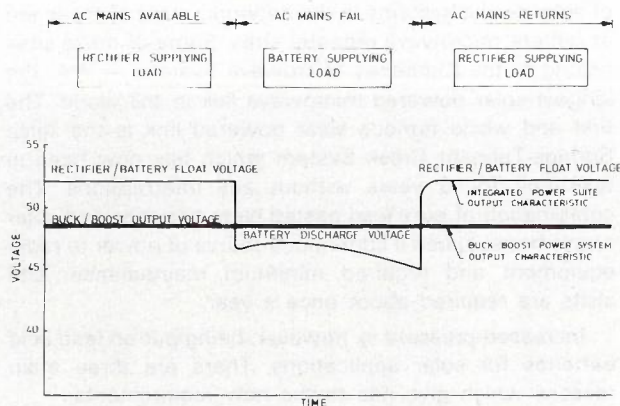 AC MAINS AVAILABLE
AC MAINS FAIL
AC MAINS RETURNS
RECTIFIER SUPPLYING
LOAD
BATTERY SUPPLYING
LOAD
RECTIFIER SUPPLYING
LOAD
55
RECTIFIER / BATTERY FLOAT VOLTAGE
RECTIFIER / BATTERY FLOAT VOLTAGE
INTEGRATED POWER SUITE
OUTPUT CHARACTERISTIC
50
BUCK/BOOST OUTPUT VOLTAGE
BATTERY DISCHARGE VOLTAGE
BUCK BOOST POWER SYSTEM
OUTPUT CHARACTERISTIC
45
40
VOLTAGE
TIME